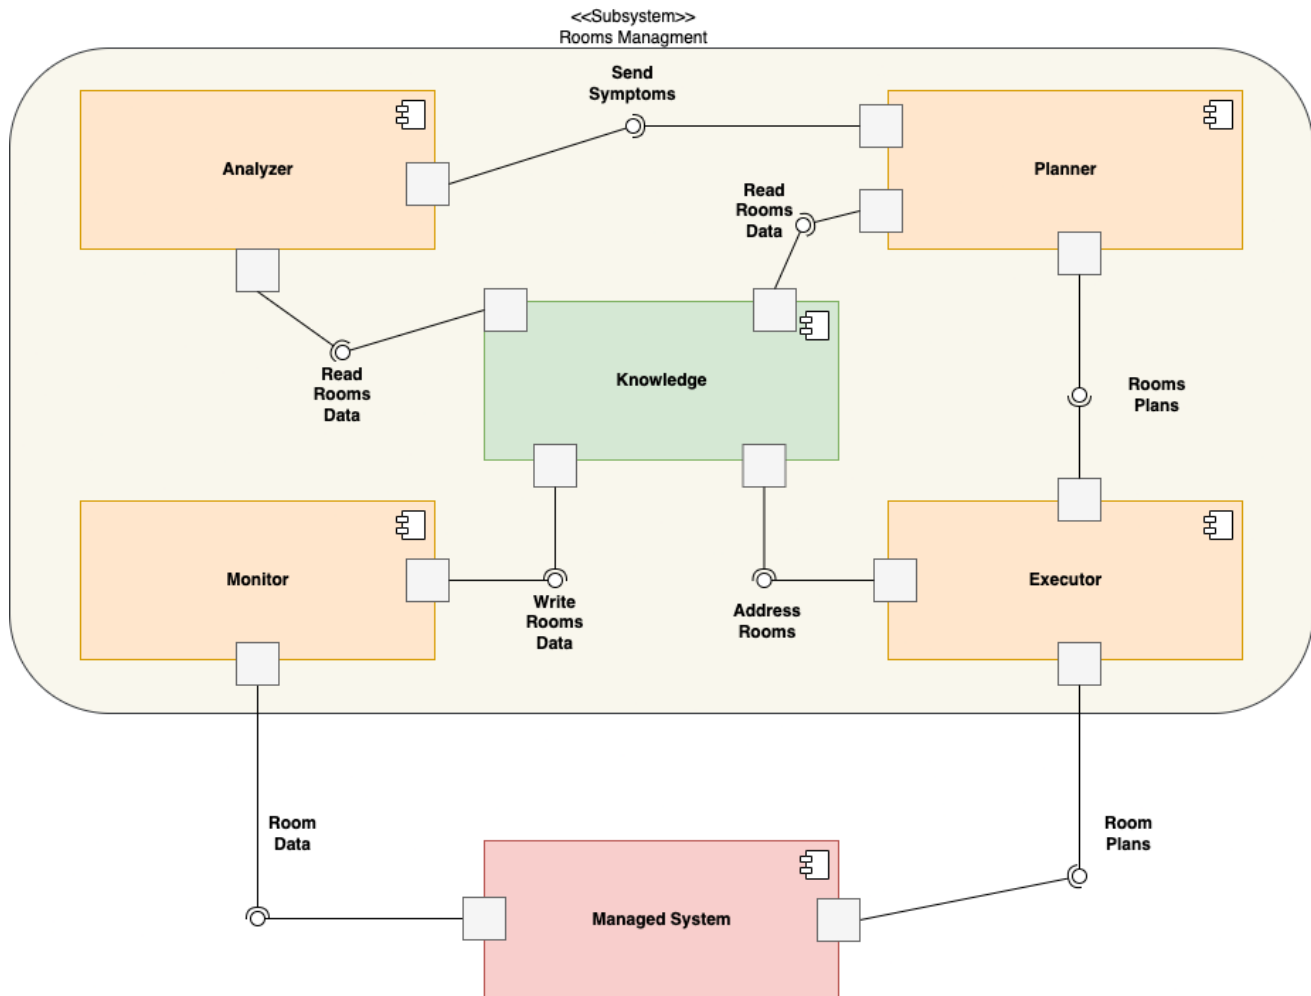 <<Subsystem>>
Rooms Managment
Send
Symptoms
Analyzer
Planner
Read
Rooms
Data
Read
Rooms
Data
Knowledge
Rooms
Plans
Monitor
Write
Rooms
Data
Address
Rooms
Executor
Room
Data
Room
Plans
Managed System